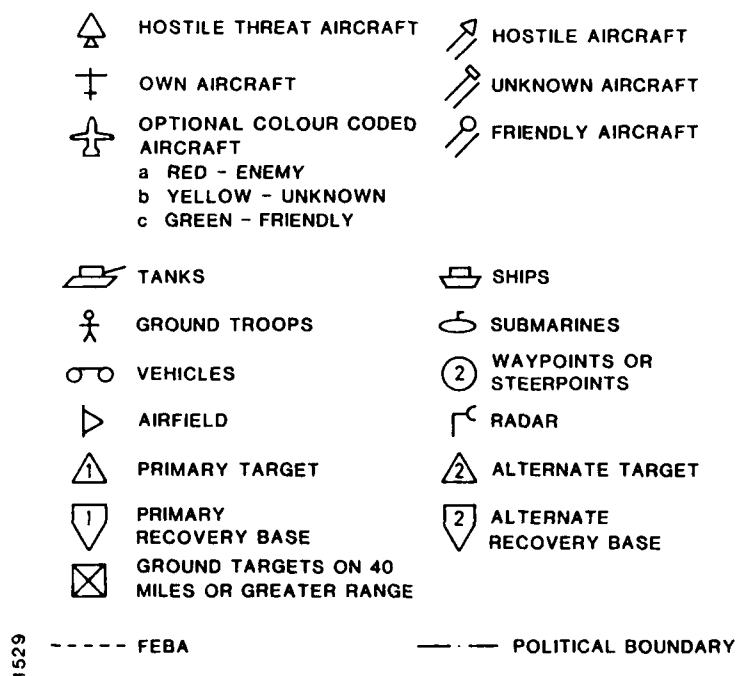 HOSTILE THREAT AIRCRAFT
HOSTILE AIRCRAFT
OWN AIRCRAFT
UNKNOWN AIRCRAFT
OPTIONAL COLOUR CODED
AIRCRAFT
a RED - ENEMY
b YELLOW - UNKNOWN
c GREEN - FRIENDLY
FRIENDLY AIRCRAFT
TANKS
SHIPS
GROUND TROOPS
SUBMARINES
VEHICLES
2 WAYPOINTS OR
STEERPOINTS
AIRFIELD
RADAR
1 PRIMARY TARGET
2 ALTERNATE TARGET
1 PRIMARY
RECOVERY BASE
2 ALTERNATE
RECOVERY BASE
GROUND TARGETS ON 40
MILES OR GREATER RANGE
FEBA
POLITICAL BOUNDARY